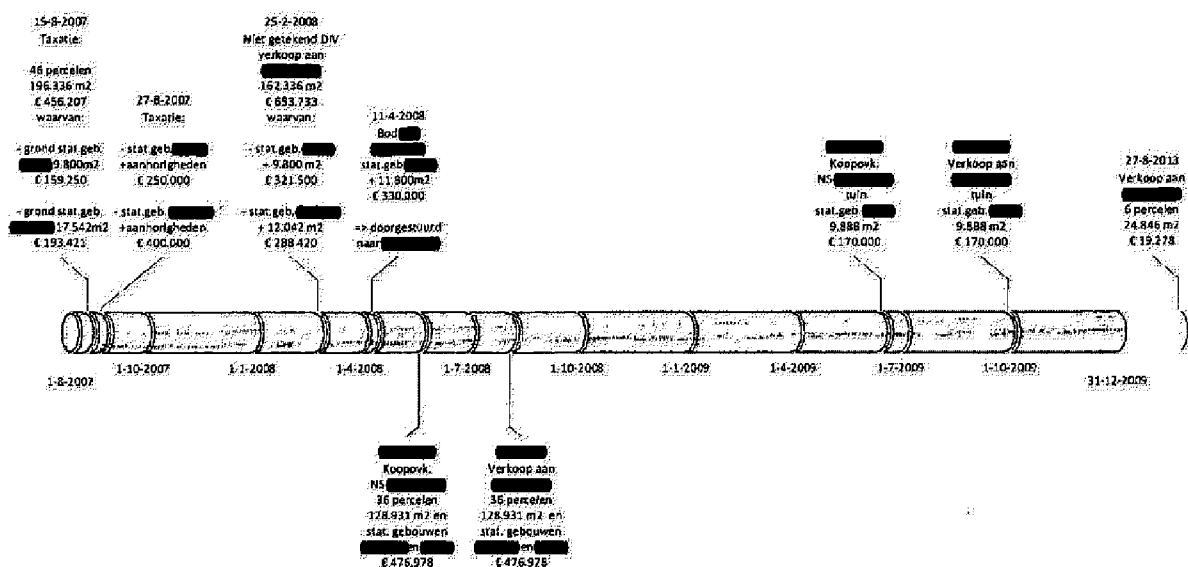 15-8-2007
Taxatie:
46 percelen
196.336 m2
€ 456.207
waarvan:
- grond stat.geb.
9.800m2
€ 159.250
- grond stat.geb.
17.542m2
€ 193.421
27-8-2007
Taxatie:
- stat.geb.
+aanhorigheden
€ 250.000
- stat.geb.
+aanhorigheden
€ 400.000
25-2-2008
Niet getekend DIV
verkoop aan
162.336 m2
€ 653.733
waarvan:
- stat.geb.
+ 9.800 m2
€ 321.500
- stat.geb.
+ 12.042 m2
€ 288.420
11-4-2008
Bod
stat.geb.
+ 11.800m2
€ 330.000
=> doorgestuurd
naar
Koopovk.
NS
tuin
stat.geb.
9.888 m2
€ 170.000
Verkoop aan
tuin
stat.geb.
9.888 m2
€ 170.000
27-8-2013
Verkoop aan
6 percelen
24.846 m2
€ 19.278
1-8-2007
1-10-2007
1-1-2008
1-4-2008
1-7-2008
1-10-2008
1-1-2009
1-4-2009
1-7-2009
1-10-2009
31-12-2009
Koopovk.
NS
36 percelen
128.931 m2 en
stat. gebouwen
en
€ 476.978
Verkoop aan
36 percelen
128.931 m2 en
stat. gebouwen
en
€ 476.978